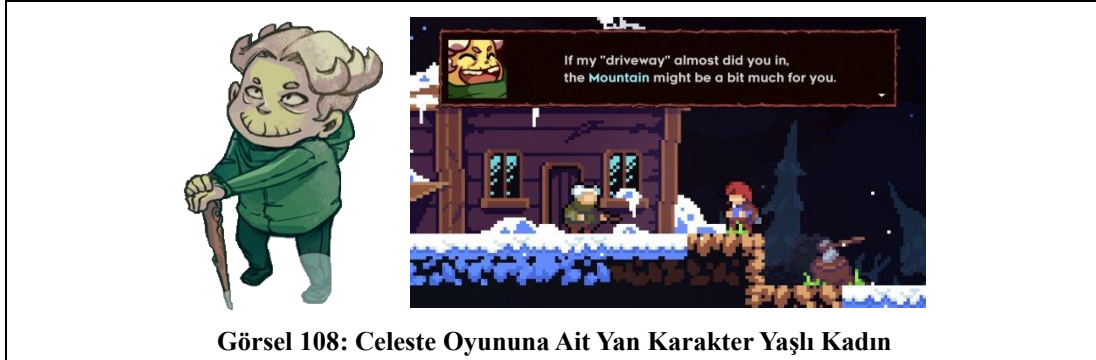 If my "driveway" almost did you in,
the Mountain might be a bit much for you.
Görsel 108: Celeste Oyununa Ait Yan Karakter Yaşlı Kadın